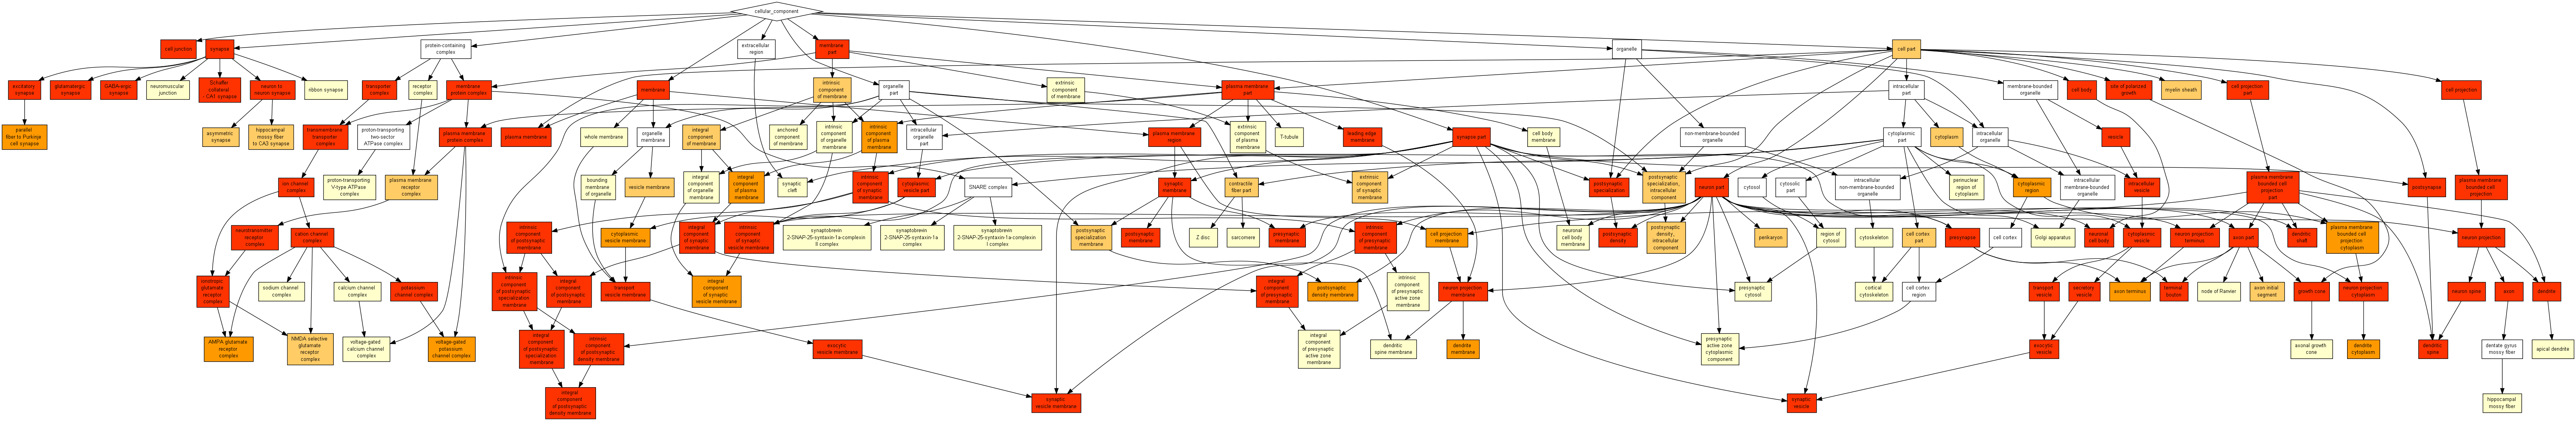 cellular_component
cell junction
synapse
protein-containing
complex
extracellular
region
membrane
part
organelle
cell part
excitatory
synapse
glutamatergic
synapse
GABA-ergic
synapse
neuromuscular
junction
Schaffer
collateral
- CA1 synapse
neuron to
neuron synapse
ribbon synapse
transporter
complex
receptor
complex
membrane
protein complex
membrane
intrinsic
component
of membrane
organelle
part
extrinsic
component
of membrane
plasma membrane
part
intracellular
part
membrane-bounded
organelle
cell body
site of polarized
growth
myelin sheath
cell projection
part
cell projection
parallel
fiber to Purkinje
cell synapse
asymmetric
synapse
hippocampal
mossy fiber
to CA3 synapse
transmembrane
transporter
complex
proton-transporting
two-sector
ATPase complex
plasma membrane
protein complex
plasma membrane
whole membrane
organelle
membrane
integral
component
of membrane
anchored
component
of membrane
intrinsic
component
of organelle
membrane
intrinsic
component
of plasma
membrane
intracellular
organelle
part
plasma membrane
region
extrinsic
component
of plasma
membrane
T-tubule
leading edge
membrane
synapse part
cell body
membrane
non-membrane-bounded
organelle
cytoplasmic
part
cytoplasm
intracellular
organelle
vesicle
ion channel
complex
proton-transporting
V-type ATPase
complex
plasma membrane
receptor
complex
bounding
membrane
of organelle
vesicle membrane
integral
component
of organelle
membrane
integral
component
of plasma
membrane
synaptic
cleft
intrinsic
component
of synaptic
membrane
cytoplasmic
vesicle part
SNARE complex
synaptic
membrane
contractile
fiber part
extrinsic
component
of synaptic
membrane
postsynaptic
specialization
postsynaptic
specialization,
intracellular
component
neuron part
cytosol
cytosolic
part
intracellular
non-membrane-bounded
organelle
perinuclear
region of
cytoplasm
cytoplasmic
region
intracellular
membrane-bounded
organelle
intracellular
vesicle
plasma membrane
bounded cell
projection
part
postsynapse
plasma membrane
bounded cell
projection
neurotransmitter
receptor
complex
cation channel
complex
intrinsic
component
of postsynaptic
membrane
cytoplasmic
vesicle membrane
integral
component
of synaptic
membrane
intrinsic
component
of synaptic
vesicle membrane
synaptobrevin
2-SNAP-25-syntaxin-1a-complexin
II complex
synaptobrevin
2-SNAP-25-syntaxin-1a
complex
synaptobrevin
2-SNAP-25-syntaxin-1a-complexin
I complex
postsynaptic
specialization
membrane
postsynaptic
membrane
Z disc
sarcomere
presynaptic
membrane
intrinsic
component
of presynaptic
membrane
cell projection
membrane
neuronal
cell body
membrane
postsynaptic
density
postsynaptic
density,
intracellular
component
perikaryon
region of
cytosol
cytoskeleton
cell cortex
part
presynapse
cell cortex
Golgi apparatus
neuronal
cell body
cytoplasmic
vesicle
neuron projection
terminus
axon part
dendritic
shaft
plasma membrane
bounded cell
projection
cytoplasm
neuron projection
ionotropic
glutamate
receptor
complex
sodium channel
complex
calcium channel
complex
potassium
channel complex
intrinsic
component
of postsynaptic
specialization
membrane
integral
component
of postsynaptic
membrane
transport
vesicle membrane
integral
component
of synaptic
vesicle membrane
integral
component
of presynaptic
membrane
postsynaptic
density membrane
intrinsic
component
of presynaptic
active zone
membrane
neuron projection
membrane
presynaptic
cytosol
cortical
cytoskeleton
cell cortex
region
transport
vesicle
secretory
vesicle
axon terminus
terminal
bouton
node of Ranvier
axon initial
segment
growth cone
neuron projection
cytoplasm
neuron spine
axon
dendrite
AMPA glutamate
receptor
complex
NMDA selective
glutamate
receptor
complex
voltage-gated
calcium channel
complex
voltage-gated
potassium
channel complex
integral
component
of postsynaptic
specialization
membrane
intrinsic
component
of postsynaptic
density membrane
exocytic
vesicle membrane
integral
component
of presynaptic
active zone
membrane
dendritic
spine membrane
dendrite
membrane
presynaptic
active zone
cytoplasmic
component
exocytic
vesicle
axonal growth
cone
dendrite
cytoplasm
dendritic
spine
dentate gyrus
mossy fiber
apical dendrite
integral
component
of postsynaptic
density membrane
synaptic
vesicle membrane
synaptic
vesicle
hippocampal
mossy fiber